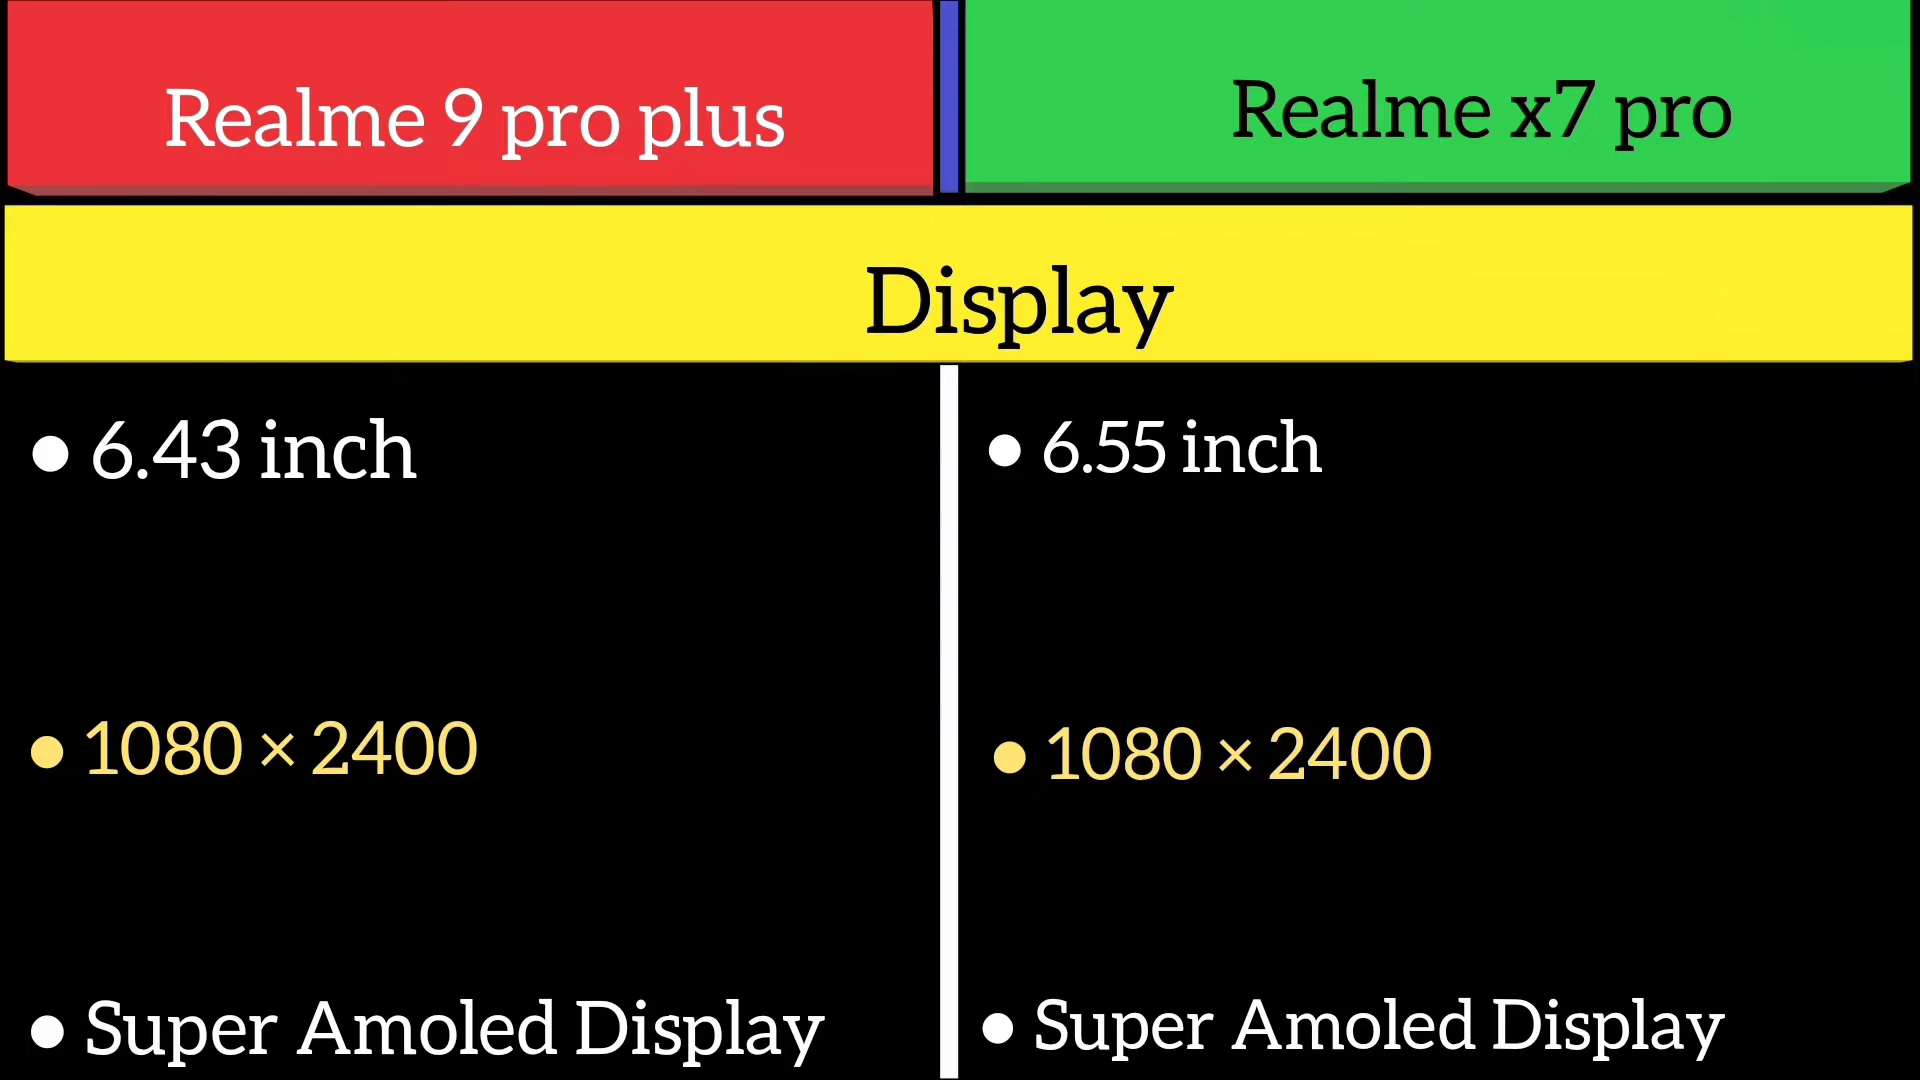 Realme 9 pro plus
Realme x7 pro
Display
● 6.43 inch
● 6.55 inch
● 1080 × 2400
● 1080 × 2400
● Super Amoled Display
● Super Amoled Display